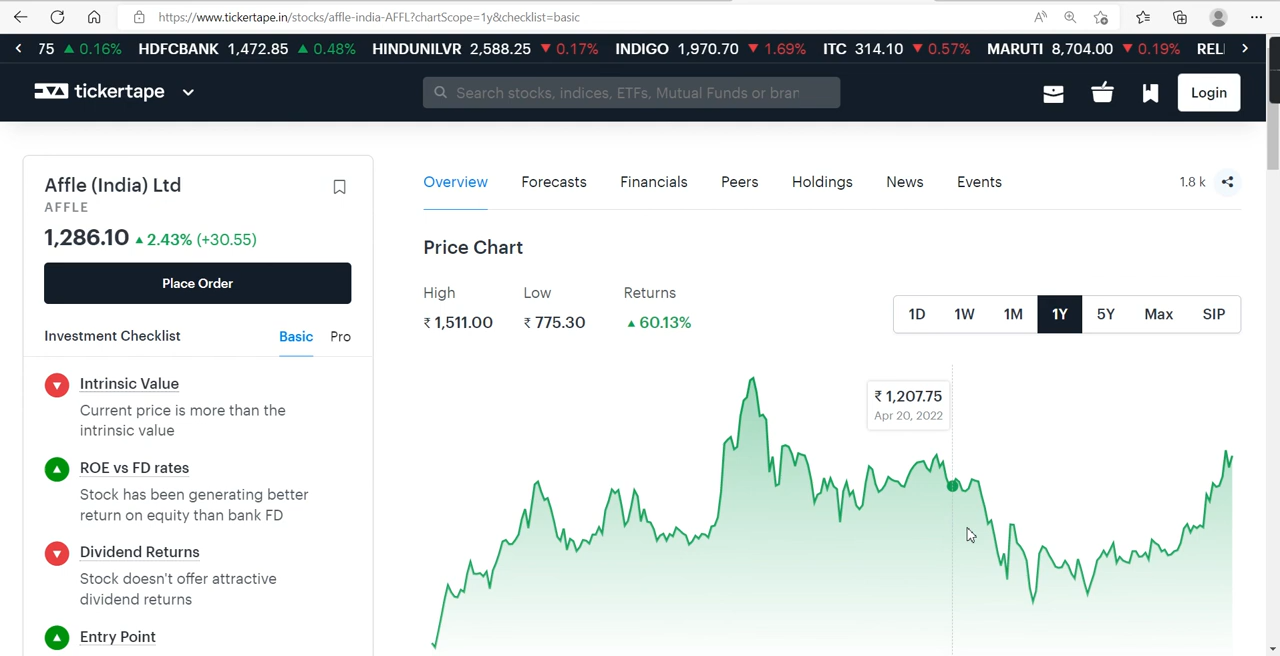 https://www.tickertape.in/stocks/affle-india-AFFL?chartScope=1y&checklist=basic
75 ▲ 0.16% HDFCBANK 1,472.85 ▲ 0.48% HINDUNILVR 2,588.25 ▼ 0.17% INDIGO 1,970.70 ▼ 1.69% ITC 314.10 ▼ 0.57% MARUTI 8,704.00 ▼ 0.19% RELI
tickertape
Search stocks, indices, ETFs, Mutual Funds or bran
Login
Affle (India) Ltd
AFFLE
1,286.10 ▲ 2.43% (+30.55)
Place Order
Investment Checklist Basic Pro
Intrinsic Value
Current price is more than the
intrinsic value
ROE vs FD rates
Stock has been generating better
return on equity than bank FD
Dividend Returns
Stock doesn't offer attractive
dividend returns
Entry Point
Overview Forecasts Financials Peers Holdings News Events 1.8 k
Price Chart
High Low Returns
₹ 1,511.00 ₹ 775.30 ▲ 60.13%
1D 1W 1M 1Y 5Y Max SIP
₹ 1,207.75
Apr 20, 2022